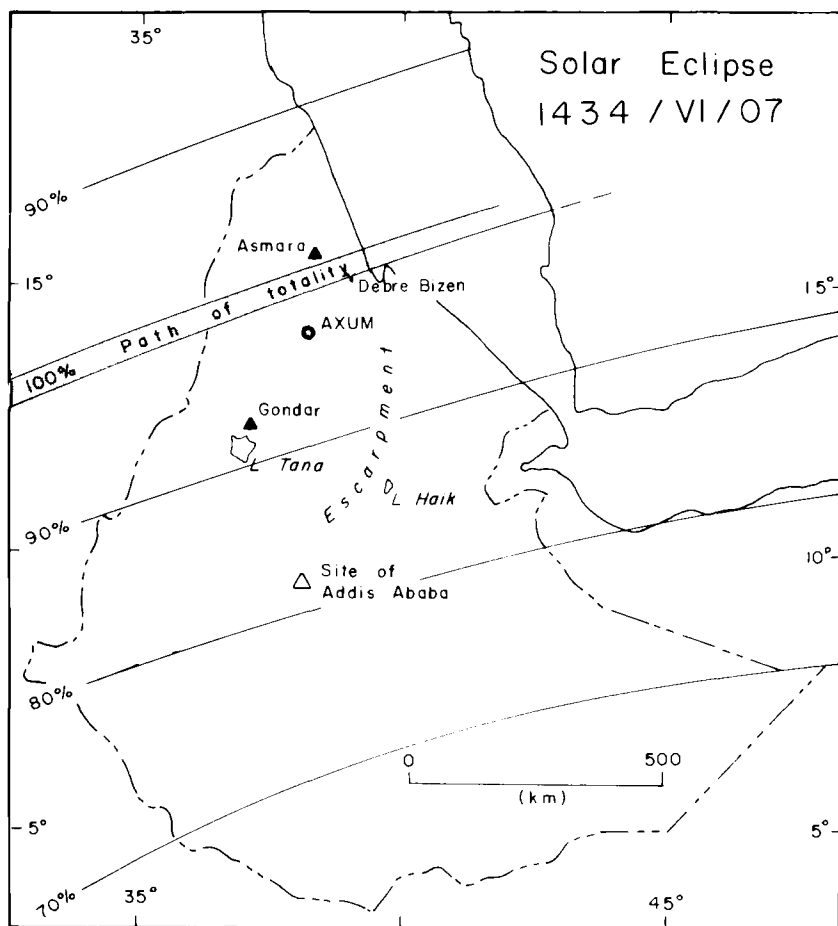 35°
Solar Eclipse
1434 / VI / 07
90%
Asmara
15°
Path of totality
Debre Bizen
15°
100%
AXUM
Gondar
L Tana
Escarpment
L Haik
90%
Site of
Addis Ababa
10°
80%
0
500
(km)
5°
5°
70%
35°
45°